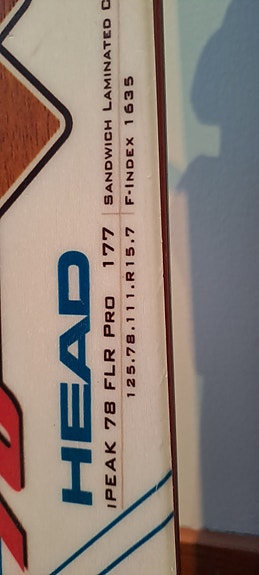 HEAD
iPEAK 78 FLR PRO 177 SANDWICH LAMINATED
125.78.111.R15.7 F-INDEX 1635